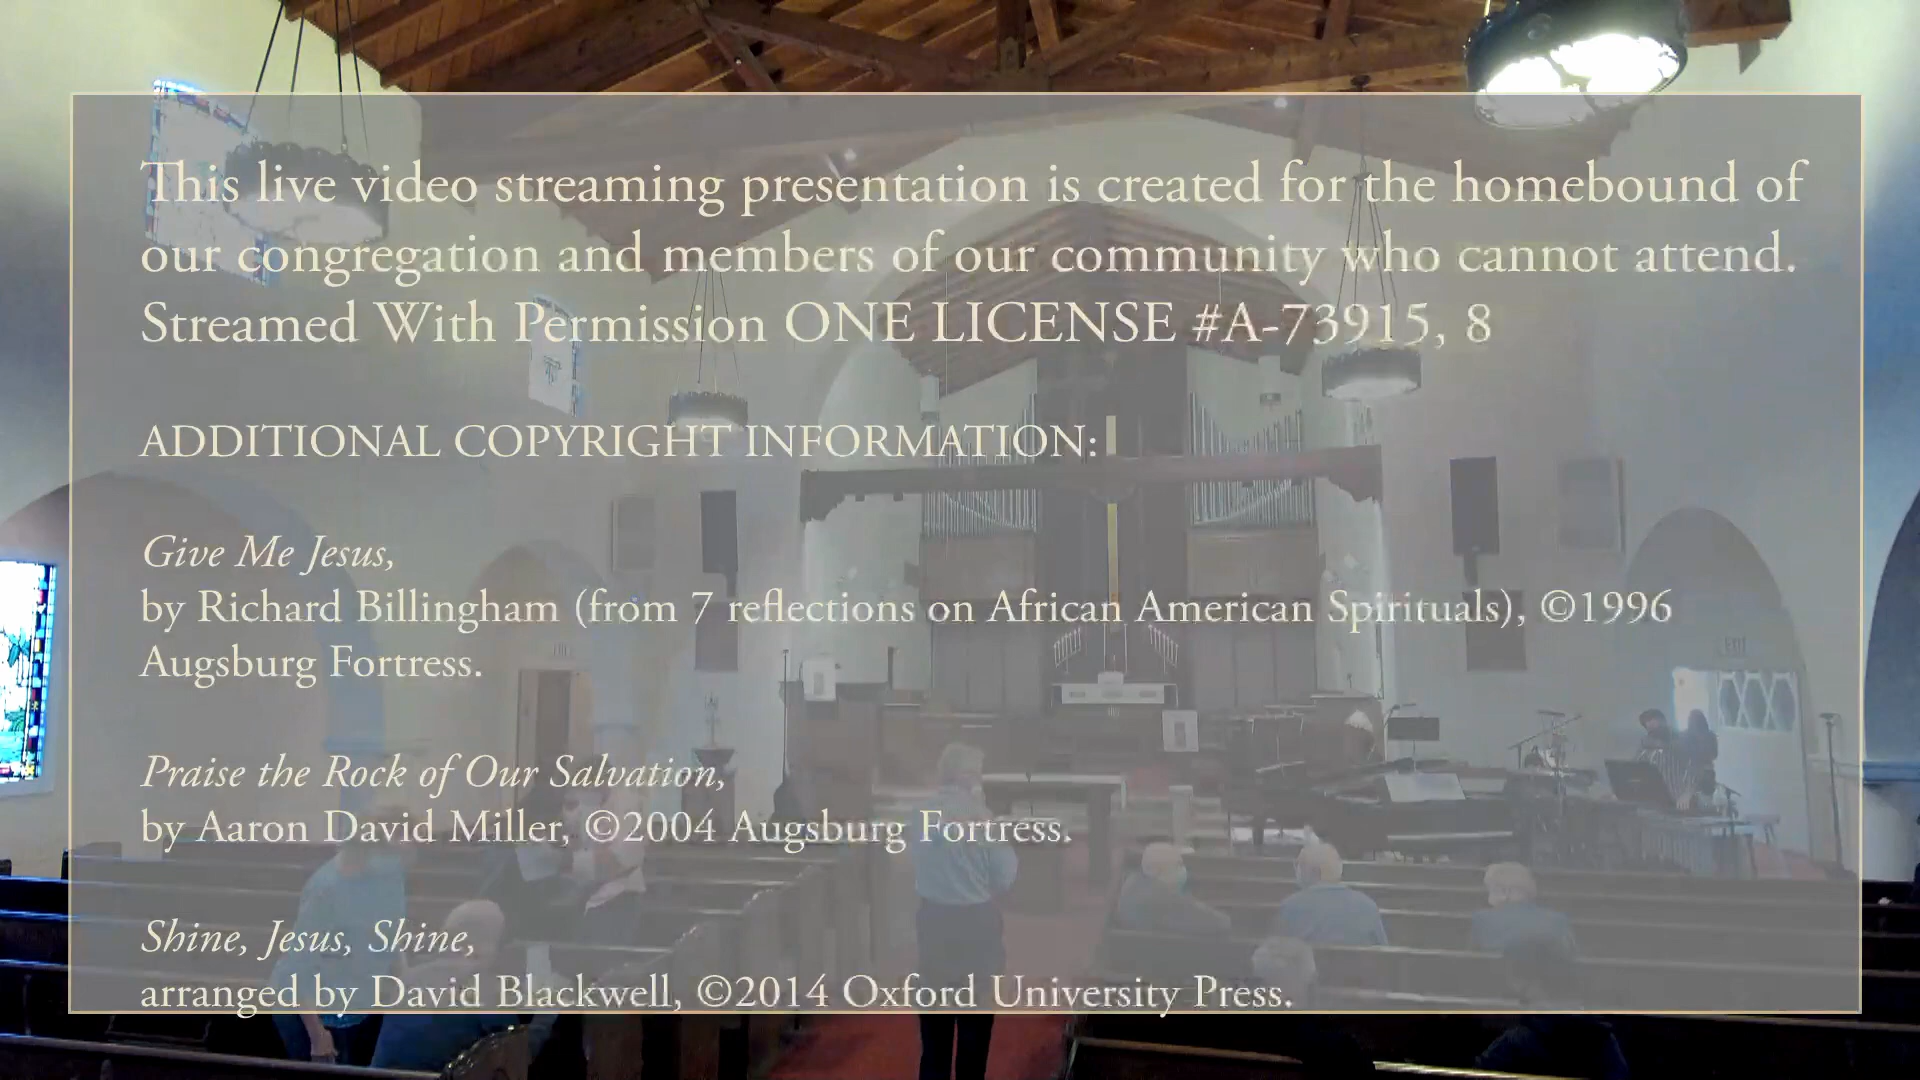 This live video streaming presentation is created for the homebound of
our congregation and members of our community who cannot attend.
Streamed With Permission ONE LICENSE #A-73915, 8
ADDITIONAL COPYRIGHT INFORMATION:
Give Me Jesus,
by Richard Billingham (from 7 reflections on African American Spirituals), ©1996
Augsburg Fortress.
Praise the Rock of Our Salvation,
by Aaron David Miller, ©2004 Augsburg Fortress.
Shine, Jesus, Shine,
arranged by David Blackwell, ©2014 Oxford University Press.